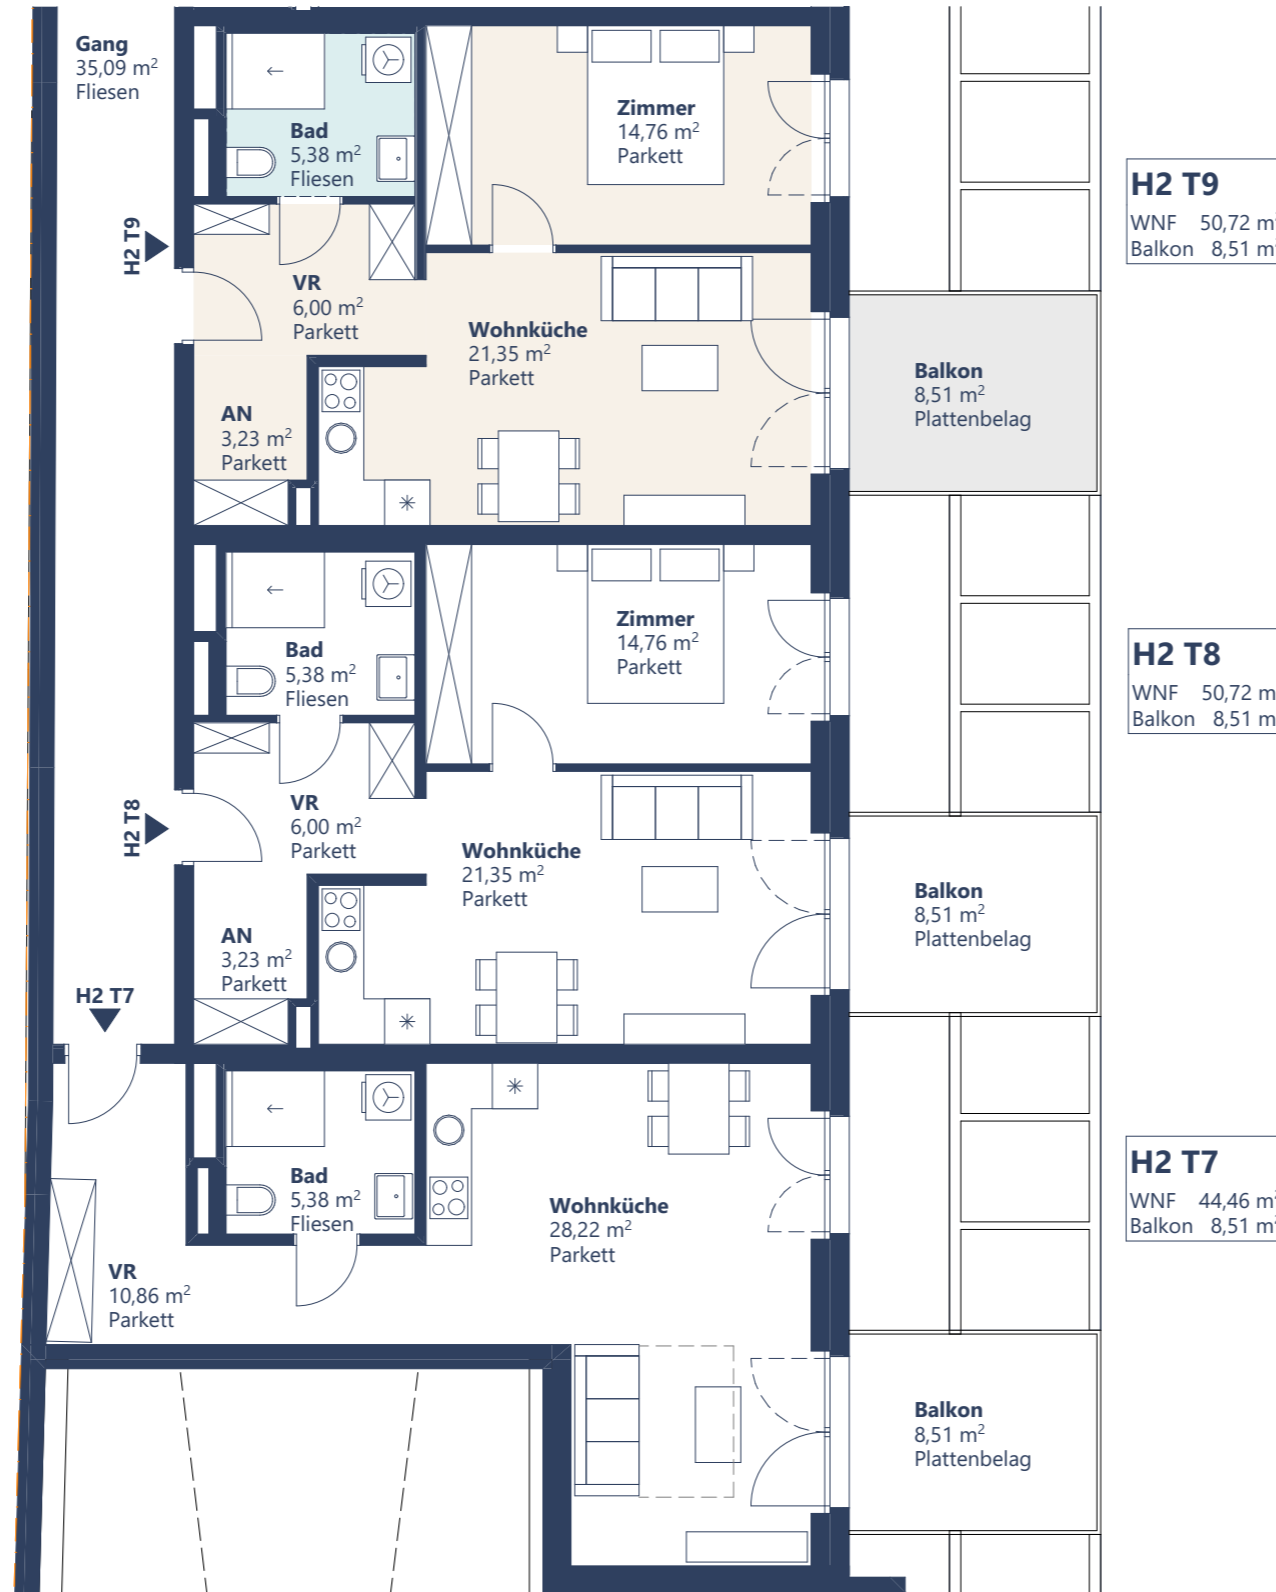 Gang
35,09 m²
Fliesen
Bad
5,38 m²
Fliesen
Zimmer
14,76 m²
Parkett
H2 T9
WNF 50,72 m²
Balkon 8,51 m²
H2 T9
VR
6,00 m²
Parkett
Wohnküche
21,35 m²
Parkett
Balkon
8,51 m²
Plattenbelag
AN
3,23 m²
Parkett
Bad
5,38 m²
Fliesen
Zimmer
14,76 m²
Parkett
H2 T8
WNF 50,72 m
Balkon 8,51 m
H2 T8
VR
6,00 m²
Parkett
Wohnküche
21,35 m²
Parkett
Balkon
8,51 m²
Plattenbelag
AN
3,23 m²
Parkett
H2 T7
Bad
5,38 m²
Fliesen
Wohnküche
28,22 m²
Parkett
H2 T7
WNF 44,46 m²
Balkon 8,51 m²
VR
10,86 m²
Parkett
Balkon
8,51 m²
Plattenbelag